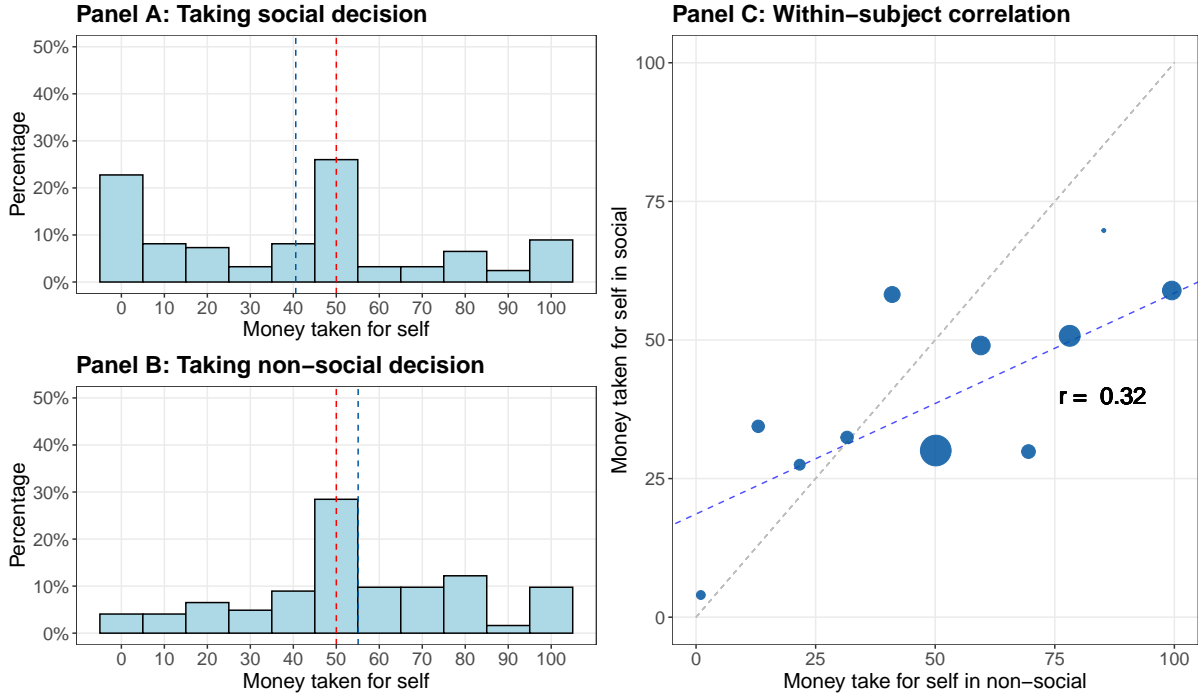 Panel A: Taking social decision
50%
40%
30%
20%
10%
0%
Percentage
0 10 20 30 40 50 60 70 80 90 100
Money taken for self
Panel B: Taking non−social decision
50%
40%
30%
20%
10%
0%
Percentage
0 10 20 30 40 50 60 70 80 90 100
Money taken for self
Panel C: Within−subject correlation
100
75
50
25
0
Money taken for self in social
r = 0.32
0 25 50 75 100
Money take for self in non−social